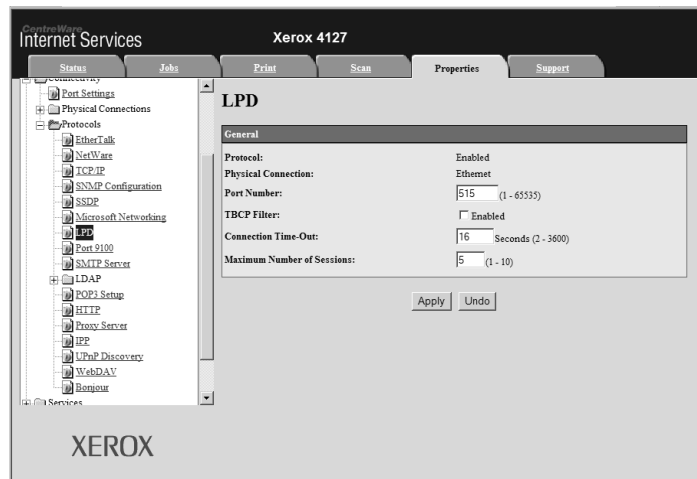 CentreWare
Internet Services
Xerox 4127
Status Jobs Print Scan Properties Support
Connectivity
Port Settings
Physical Connections
Protocols
EtherTalk
NetWare
TCP/IP
SNMP Configuration
SSDP
Microsoft Networking
LPD
Port 9100
SMTP Server
LDAP
POP3 Setup
HTTP
Proxy Server
IPP
UPnP Discovery
WebDAV
Bonjour
Services
LPD
General
Protocol: Enabled
Physical Connection: Ethernet
Port Number: 515 (1 - 65535)
TBCP Filter: Enabled
Connection Time-Out: 16 Seconds (2 - 3600)
Maximum Number of Sessions: 5 (1 - 10)
Apply Undo
XEROX